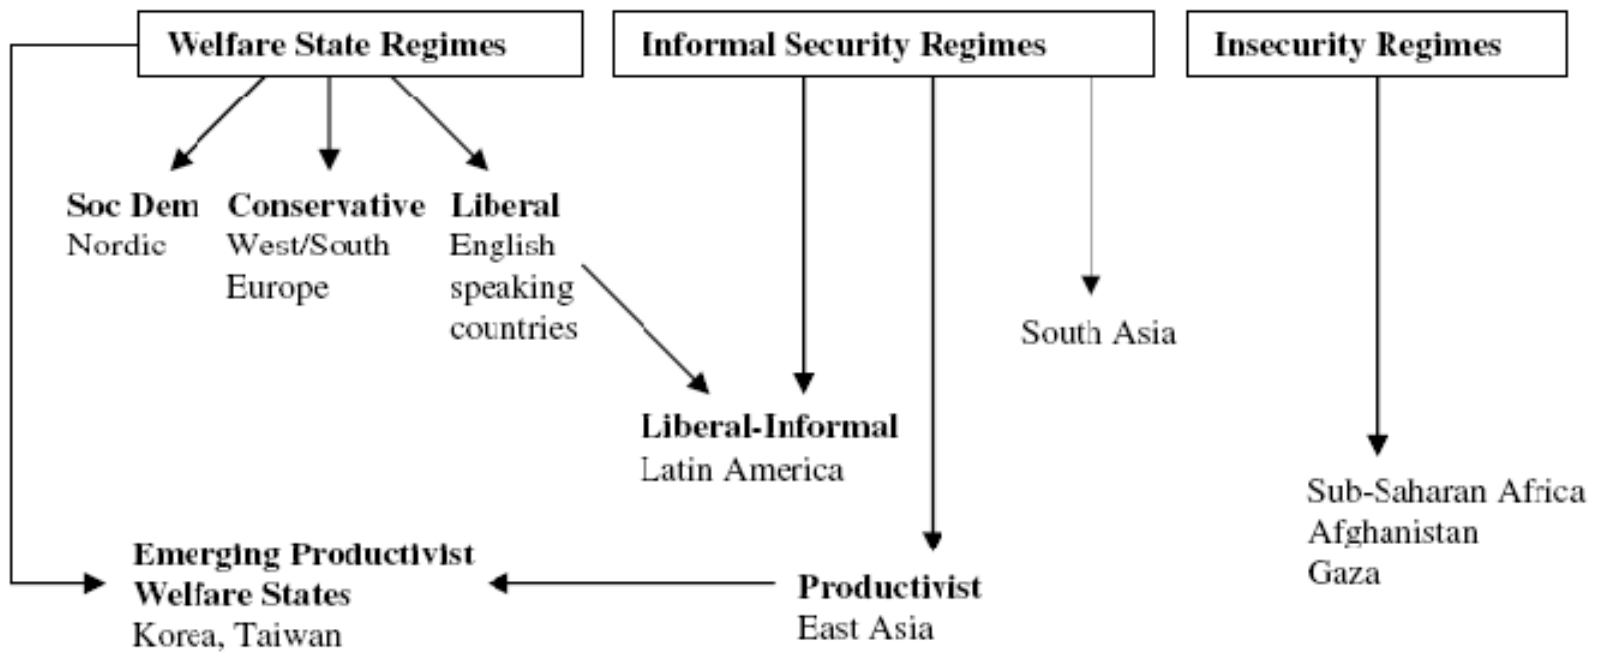 Welfare State Regimes
Informal Security Regimes
Insecurity Regimes
Soc Dem
Nordic
Conservative
West/South
Europe
Liberal
English
speaking
countries
South Asia
Liberal-Informal
Latin America
Sub-Saharan Africa
Afghanistan
Gaza
Emerging Productivist
Welfare States
Korea, Taiwan
Productivist
East Asia